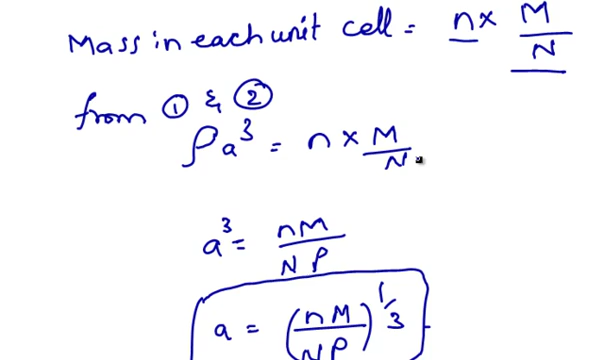 Mass in each unit cell = n × M/N
from ① & ②
ρa³ = n × M/N
a³ = nM/Nρ
a = (nM/Nρ)^1/3